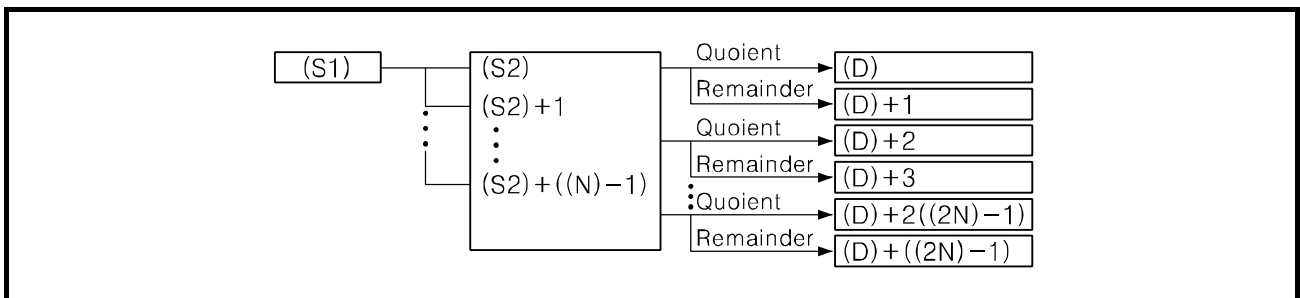 (S1)
(S2)
(S2)+1
(S2)+((N)-1)
Quoient
Remainder
Quoient
Remainder
Quoient
Remainder
(D)
(D)+1
(D)+2
(D)+3
(D)+2((2N)-1)
(D)+((2N)-1)